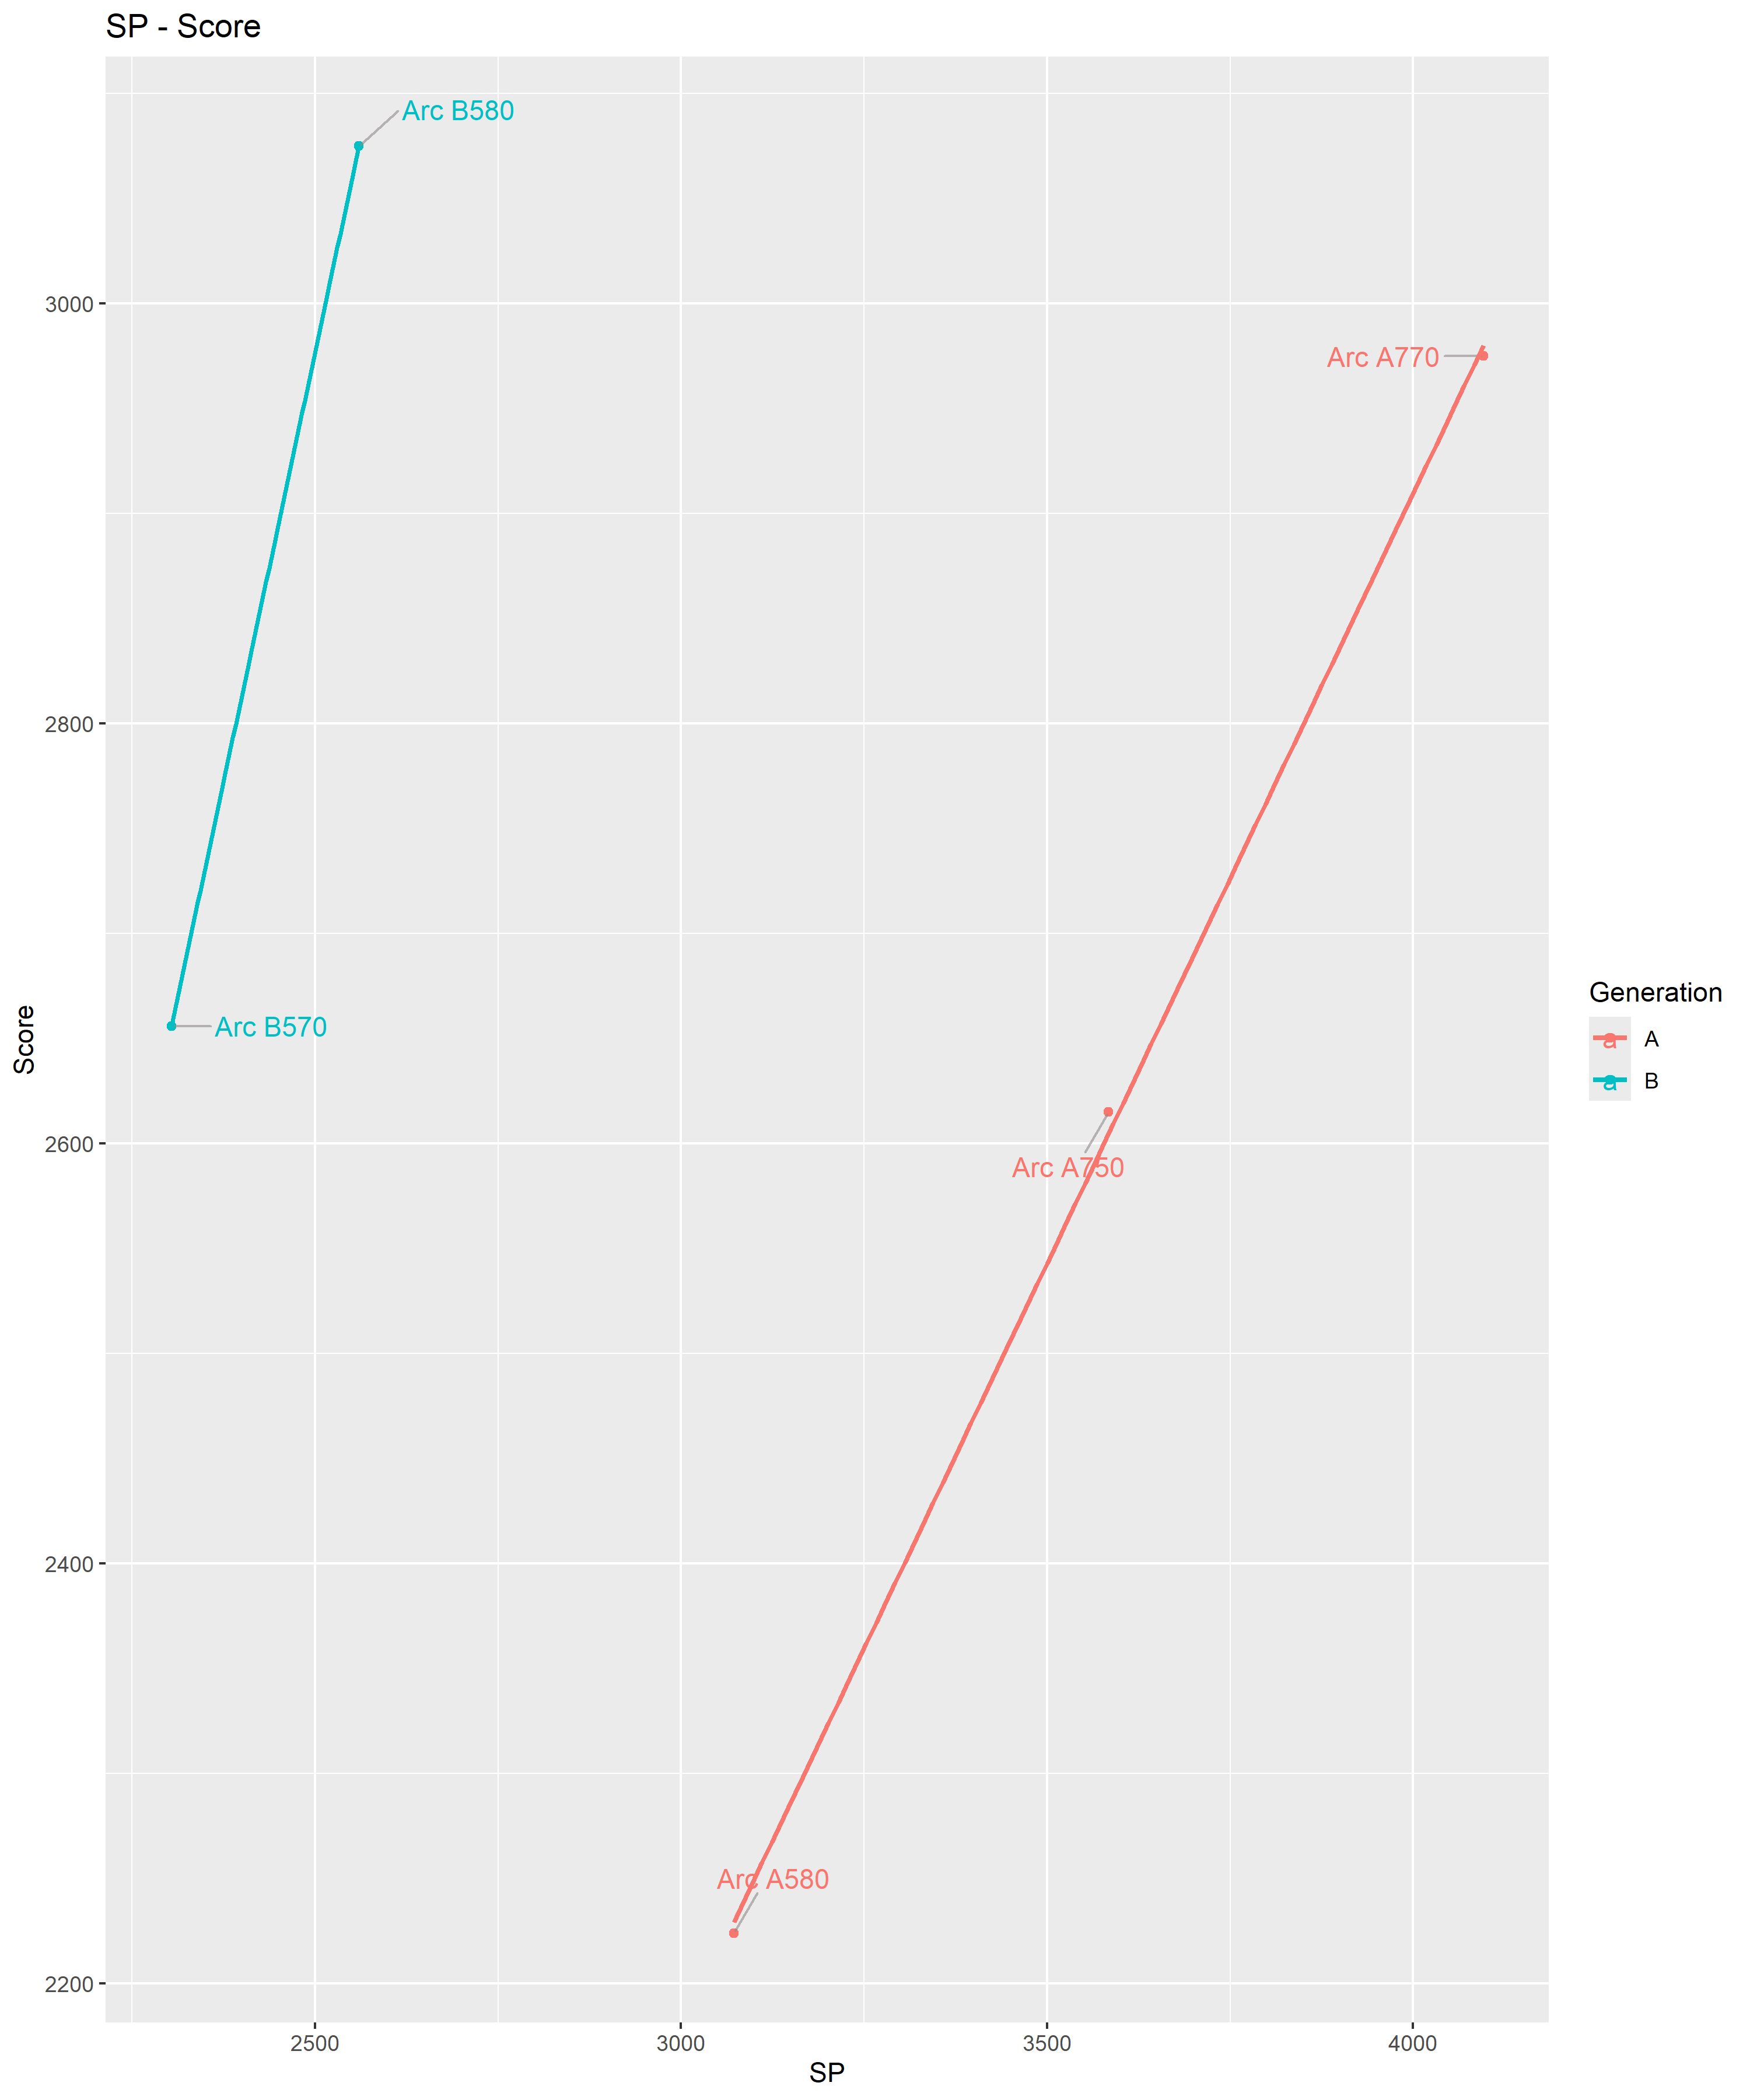 SP - Score
Arc B580
3000
Arc A770
2800
Generation
Score
Arc B570
a A
a B
2600
Arc A750
2400
Arc A580
2200
2500 3000 3500 4000
SP